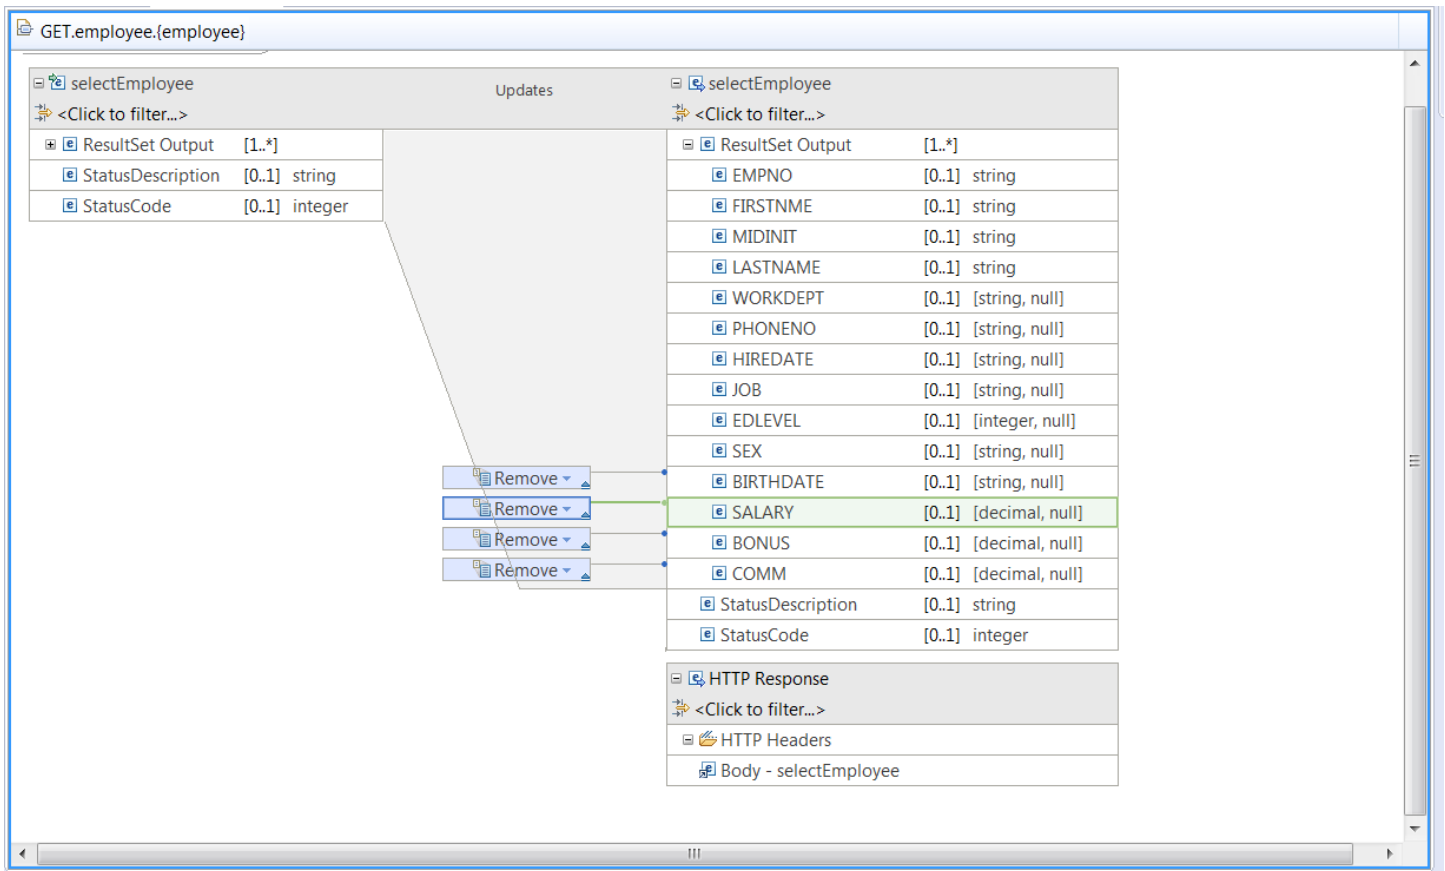 GET.employee.{employee}
selectEmployee
<Click to filter...>
ResultSet Output [1..*]
StatusDescription [0..1] string
StatusCode [0..1] integer
Updates
Remove
Remove
Remove
Remove
selectEmployee
<Click to filter...>
ResultSet Output [1..*]
EMPNO [0..1] string
FIRSTNME [0..1] string
MIDINIT [0..1] string
LASTNAME [0..1] string
WORKDEPT [0..1] [string, null]
PHONENO [0..1] [string, null]
HIREDATE [0..1] [string, null]
JOB [0..1] [string, null]
EDLEVEL [0..1] [integer, null]
SEX [0..1] [string, null]
BIRTHDATE [0..1] [string, null]
SALARY [0..1] [decimal, null]
BONUS [0..1] [decimal, null]
COMM [0..1] [decimal, null]
StatusDescription [0..1] string
StatusCode [0..1] integer
HTTP Response
<Click to filter...>
HTTP Headers
Body - selectEmployee